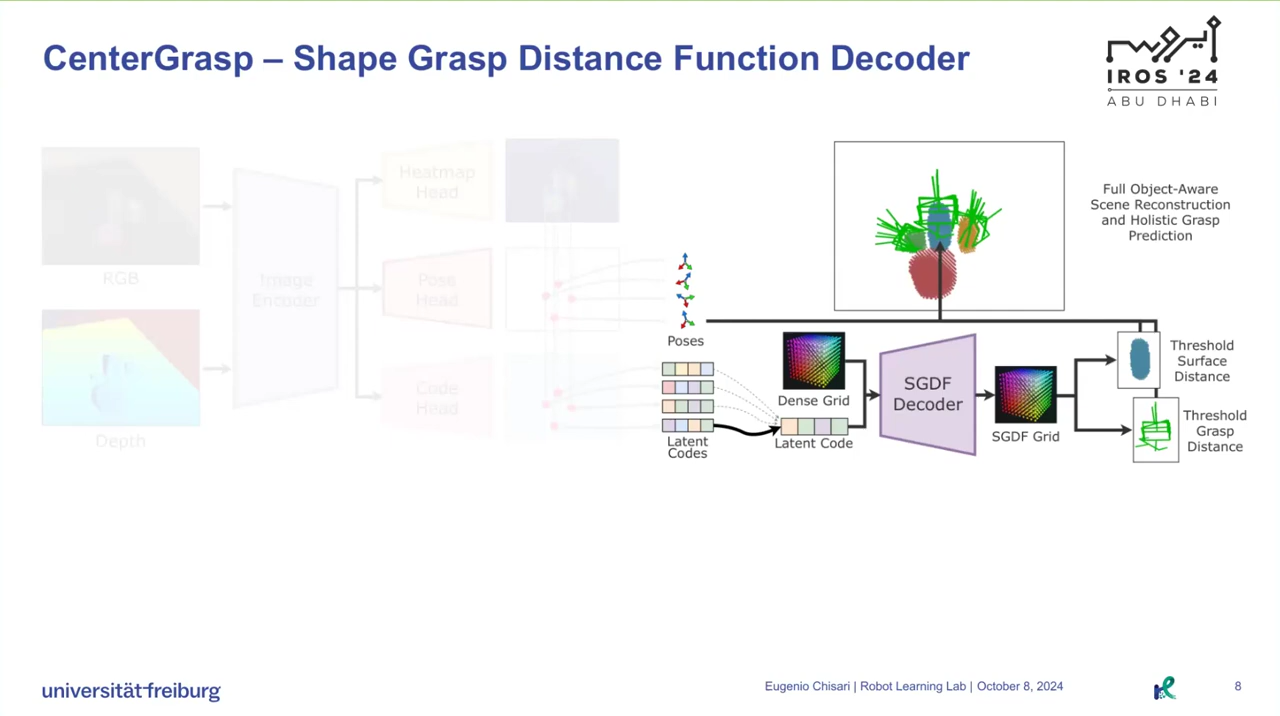 CenterGrasp – Shape Grasp Distance Function Decoder
أيروس
IROS '24
ABU DHABI
RGB
Depth
Image
Encoder
Heatmap
Head
Pose
Head
Code
Head
Poses
Latent
Codes
Dense Grid
Latent Code
SGDF
Decoder
SGDF Grid
Full Object-Aware
Scene Reconstruction
and Holistic Grasp
Prediction
Threshold
Surface
Distance
Threshold
Grasp
Distance
universität freiburg
Eugenio Chisari | Robot Learning Lab | October 8, 2024
8